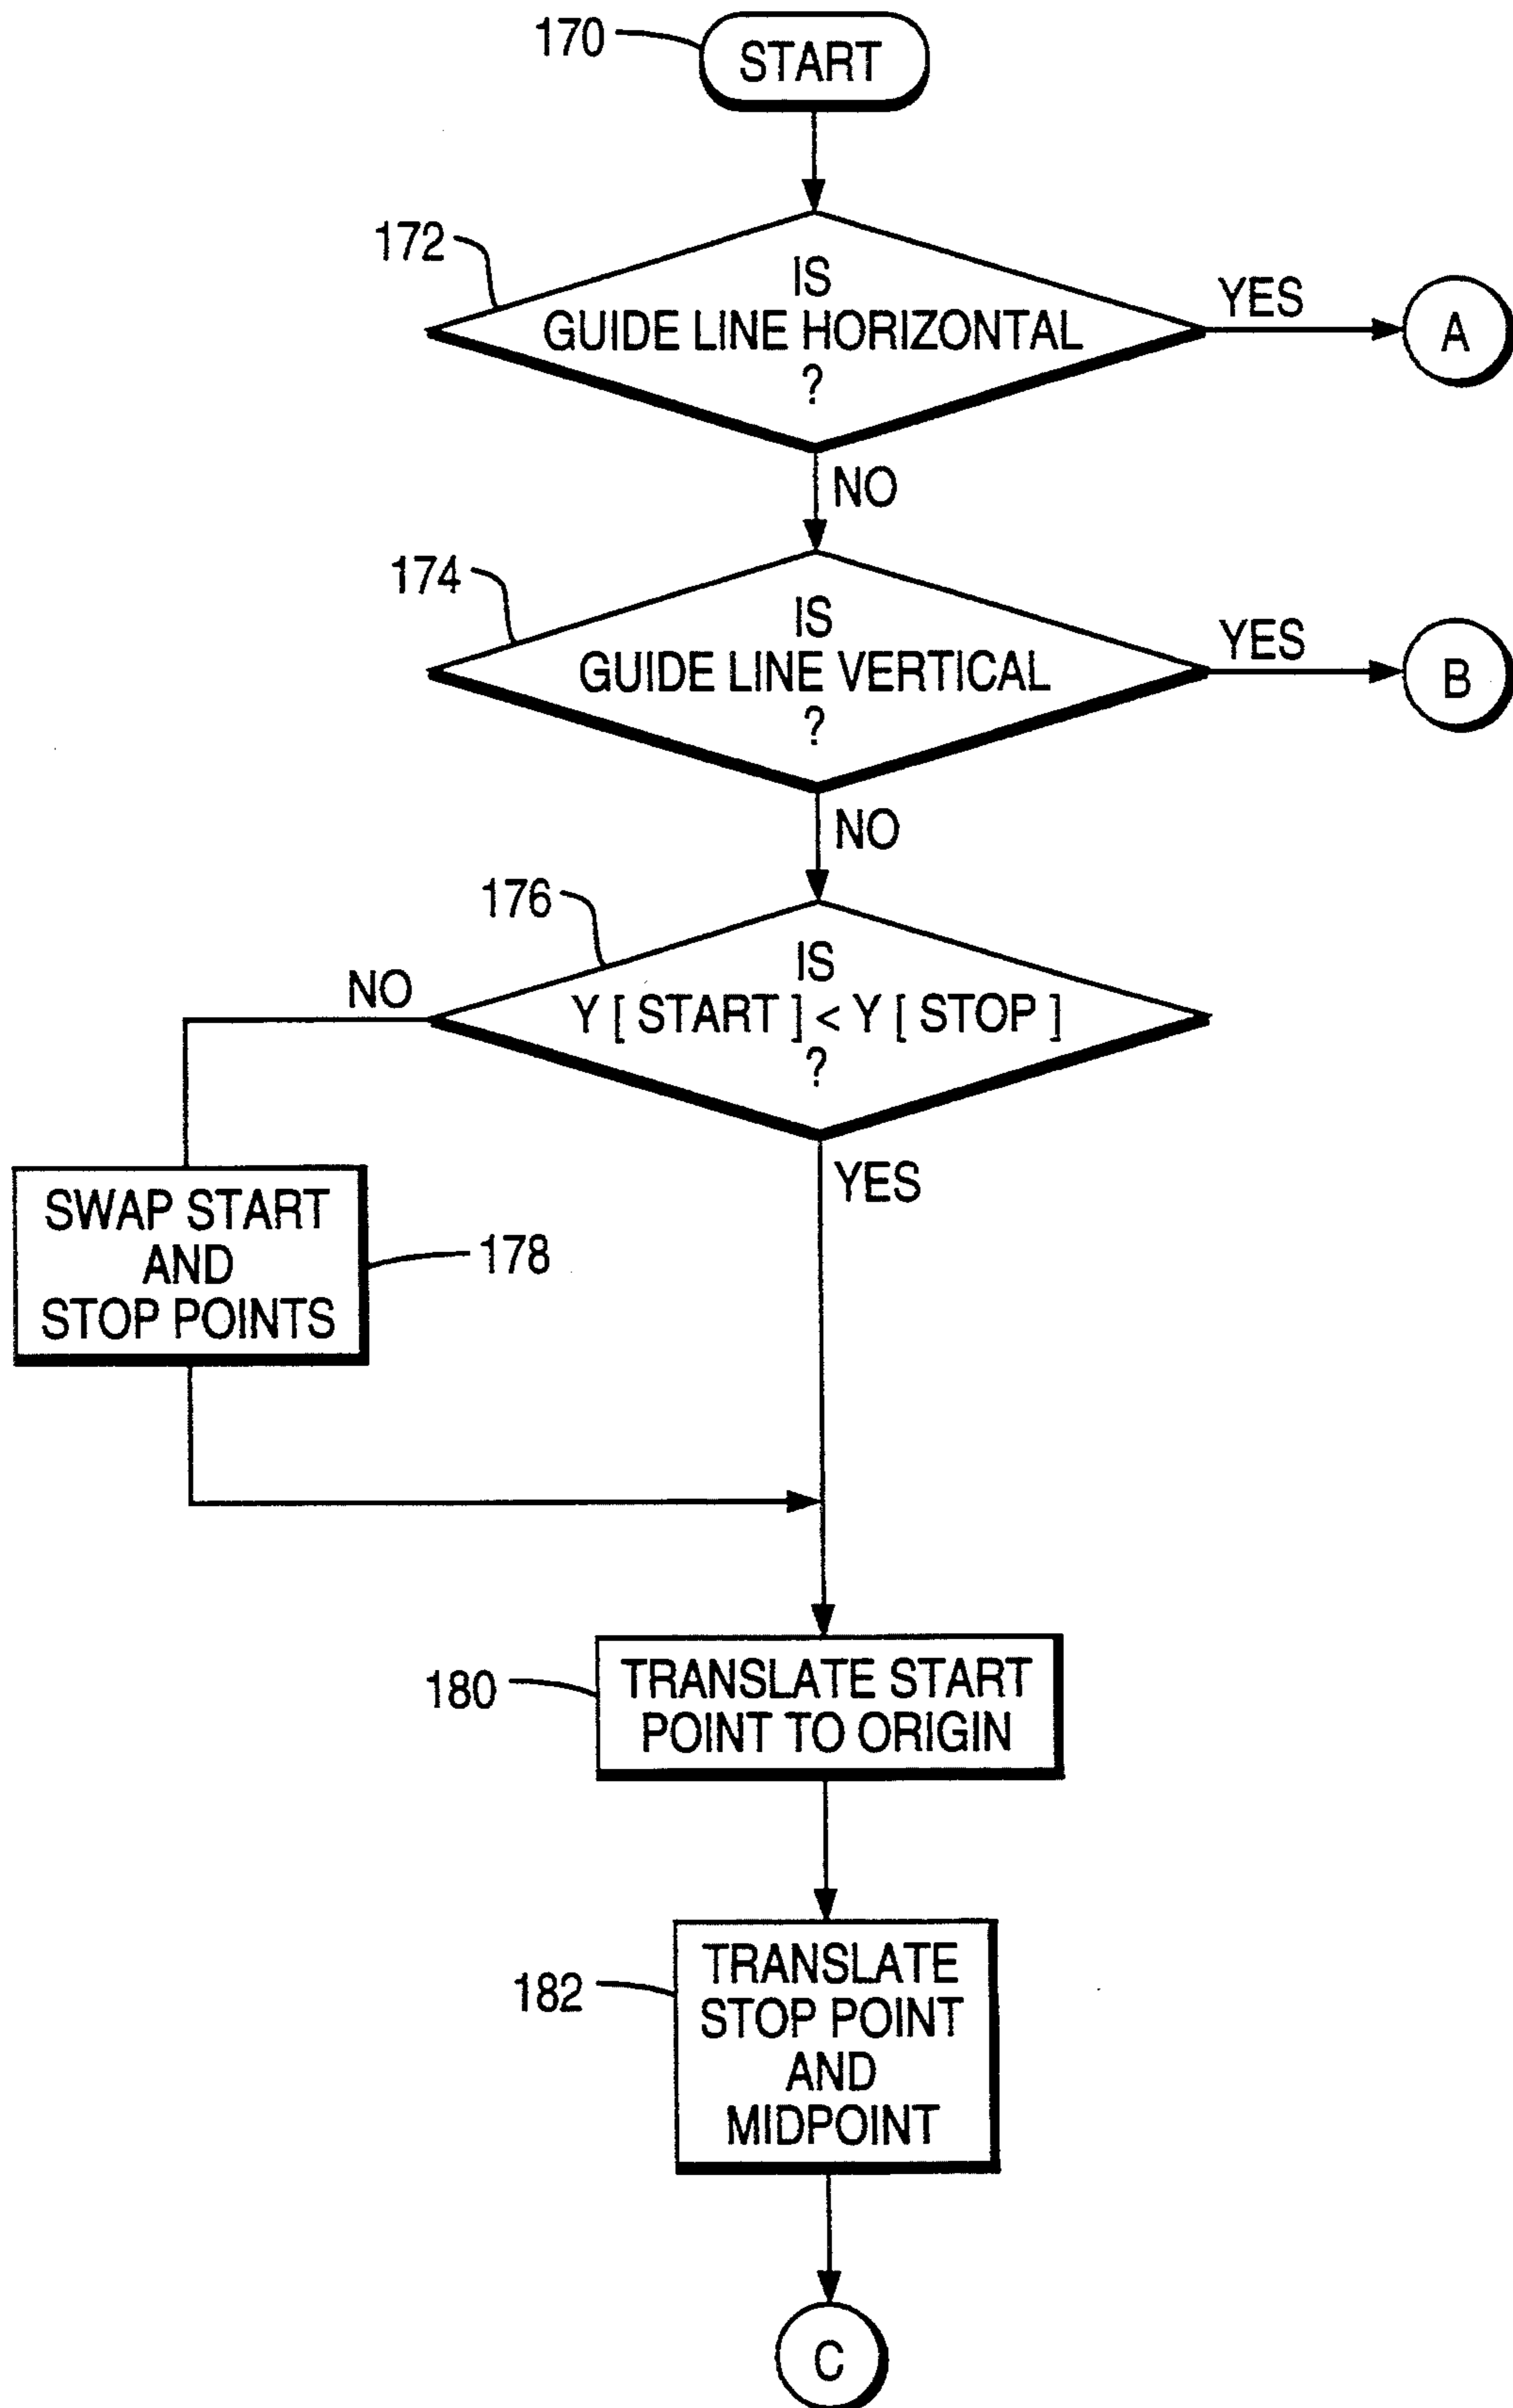 170
START
172
IS
GUIDE LINE HORIZONTAL
?
YES
A
NO
174
IS
GUIDE LINE VERTICAL
?
YES
B
NO
176
IS
Y [ START ] < Y [ STOP ]
?
NO
YES
SWAP START
AND
STOP POINTS
178
180
TRANSLATE START
POINT TO ORIGIN
182
TRANSLATE
STOP POINT
AND
MIDPOINT
C